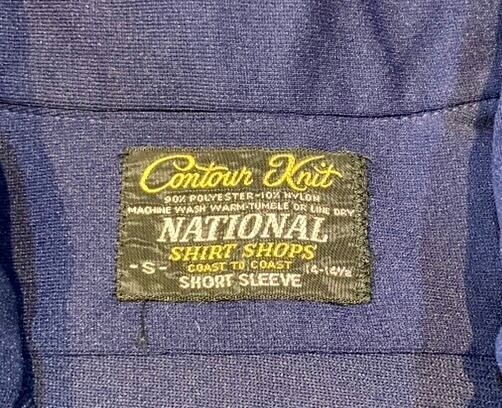 Contour Knit
90% POLYESTER-10% NYLON
MACHINE WASH WARM-TUMBLE OR LINE DRY
NATIONAL
SHIRT SHOPS
COAST TO COAST
-S- 14-14½
SHORT SLEEVE